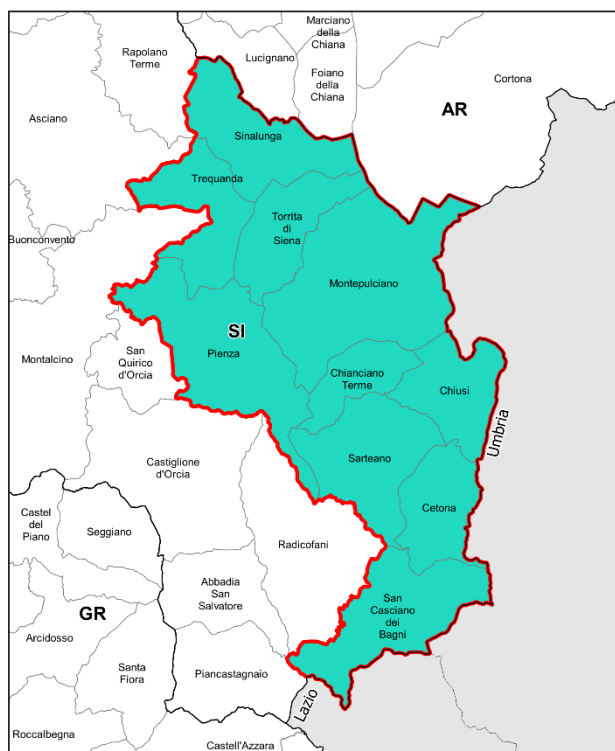 Marciano
della
Chiana
Rapolano
Terme
Lucignano
Foiano
della
Chiana
Cortona
AR
Asciano
Sinalunga
Trequanda
Torrita
di
Siena
Buonconvento
Montepulciano
SI
Pienza
Montalcino
San
Quirico
d'Orcia
Chianciano
Terme
Chiusi
Umbria
Sarteano
Castiglione
d'Orcia
Cetona
Castel
del
Piano
Seggiano
Radicofani
Abbadia
San
Salvatore
San
Casciano
dei
Bagni
GR
Arcidosso
Santa
Fiora
Piancastagnaio
Lazio
Roccalbegna
Castell'Azzara